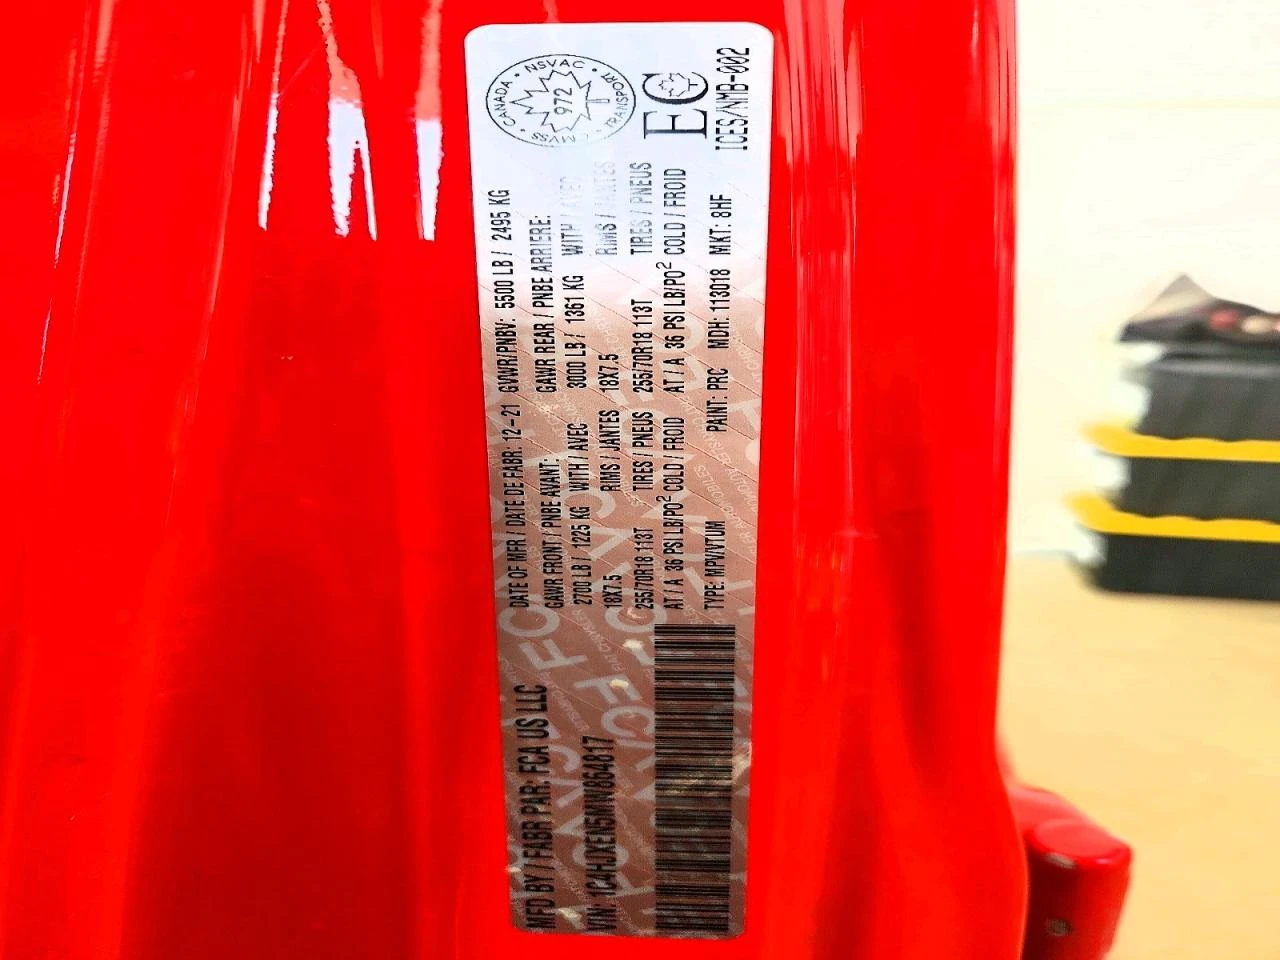 MFD BY / FABR PAR: FCA US LLC
DATE OF MFR / DATE DE FABR: 12-21 GVWR/PNBV: 5500 LB / 2495 KG
GAWR FRONT / PNBE AVANT: GAWR REAR / PNBE ARRIERE:
2700 LB / 1225 KG WITH / AVEC 3000 LB / 1361 KG WITH / AVEC
18X7.5 RIMS / JANTES 18X7.5 RIMS / JANTES
255/70R18 113T TIRES / PNEUS 255/70R18 113T TIRES / PNEUS
AT / A 36 PSI LB/PO² COLD / FROID AT / A 36 PSI LB/PO² COLD / FROID
VIN: 1C4HJXEN5MW864817
TYPE: MPV/VTUM PAINT: PRC MDH: 113018 MKT: 8HF
CANADA • NSVAC • TRANSPORT • CMVSS
972
EC
ICES/NMB-002